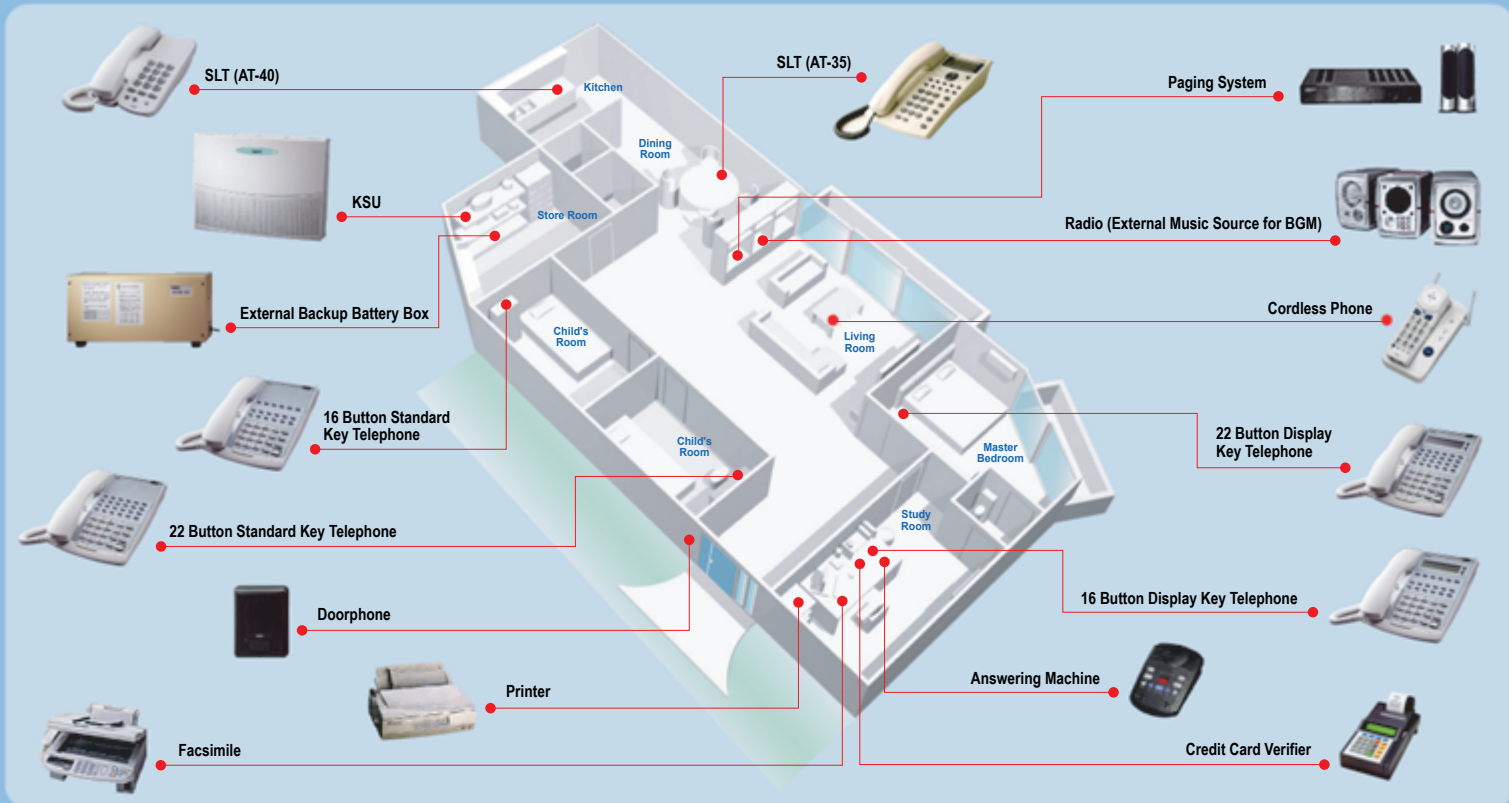 SLT (AT-40)
SLT (AT-35)
Paging System
Kitchen
Dining
Room
KSU
Store Room
Radio (External Music Source for BGM)
External Backup Battery Box
Cordless Phone
Child's
Room
Living
Room
16 Button Standard
Key Telephone
Child's
Room
Master
Bedroom
22 Button Display
Key Telephone
22 Button Standard Key Telephone
Study
Room
Doorphone
16 Button Display Key Telephone
Printer
Answering Machine
Facsimile
Credit Card Verifier